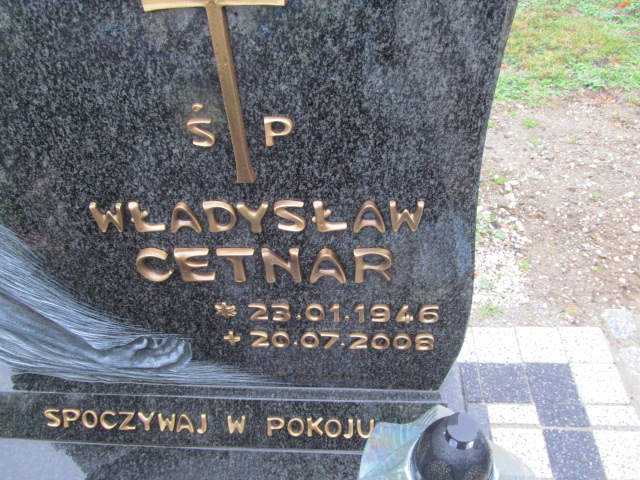 Ś P
WŁADYSŁAW
CETNAR
* 23.01.1946
+ 20.07.2008
SPOCZYWAJ W POKOJU